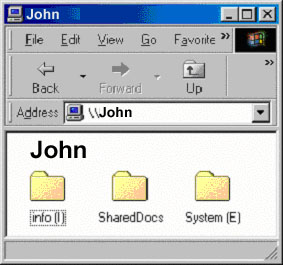 John
File Edit View Go Favorite »
Back Forward Up »
Address \\John
John
info (I) SharedDocs System (E)